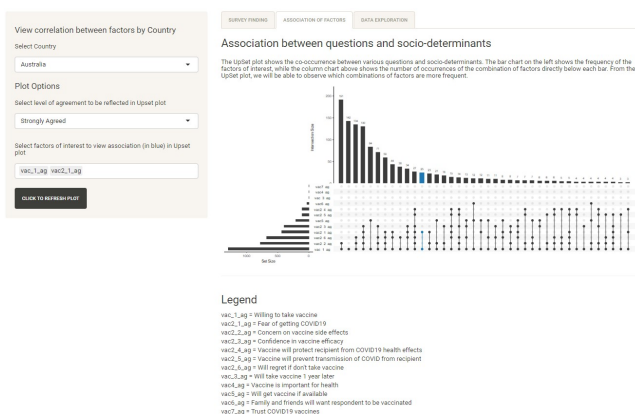 View correlation between factors by Country
Select Country
Australia
Plot Options
Select level of agreement to be reflected in Upset plot
Strongly Agreed
Select factors of interest to view association (in blue) in Upset
plot
vac_1_ag vac2_1_ag
CLICK TO REFRESH PLOT
SURVEY FINDING
ASSOCIATION OF FACTORS
DATA EXPLORATION
Association between questions and socio-determinants
The UpSet plot shows the co-occurrence between various questions and socio-determinants. The bar chart on the left shows the frequency of the
factors of interest, while the column chart above shows the number of occurrences of the combination of factors directly below each bar. From the
UpSet plot, we will be able to observe which combinations of factors are more frequent.
Intersection Size
Set Size
Legend
vac_1_ag = Willing to take vaccine
vac2_1_ag = Fear of getting COVID19
vac2_2_ag = Concern on vaccine side effects
vac2_3_ag = Confidence in vaccine efficacy
vac2_4_ag = Vaccine will protect recipient from COVID19 health effects
vac2_5_ag = Vaccine will prevent transmission of COVID from recipient
vac2_6_ag = Will regret if don't take vaccine
vac_3_ag = Will take vaccine 1 year later
vac4_ag = Vaccine is important for health
vac5_ag = Will get vaccine if available
vac6_ag = Family and friends will want respondent to be vaccinated
vac7_ag = Trust COVID19 vaccines